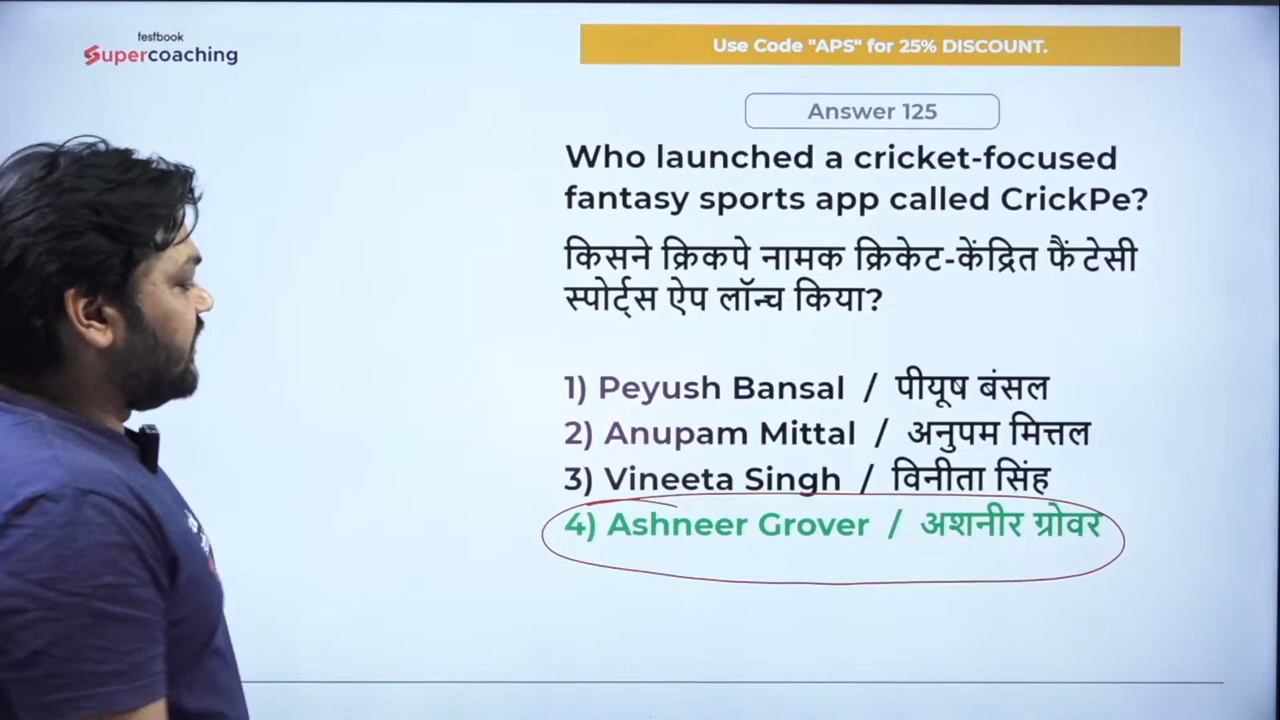 testbook
Supercoaching
Use Code "APS" for 25% DISCOUNT.
Answer 125
Who launched a cricket-focused
fantasy sports app called CrickPe?
किसने क्रिकपे नामक क्रिकेट-केंद्रित फैंटेसी
स्पोर्ट्स ऐप लॉन्च किया?
1) Peyush Bansal / पीयूष बंसल
2) Anupam Mittal / अनुपम मित्तल
3) Vineeta Singh / विनीता सिंह
4) Ashneer Grover / अशनीर ग्रोवर